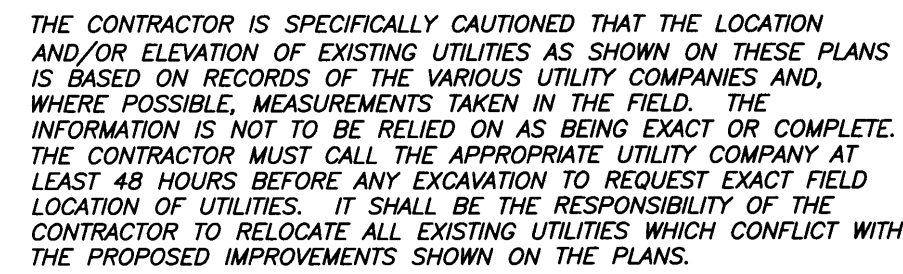 THE CONTRACTOR IS SPECIFICALLY CAUTIONED THAT THE LOCATION
AND/OR ELEVATION OF EXISTING UTILITIES AS SHOWN ON THESE PLANS
IS BASED ON RECORDS OF THE VARIOUS UTILITY COMPANIES AND,
WHERE POSSIBLE, MEASUREMENTS TAKEN IN THE FIELD. THE
INFORMATION IS NOT TO BE RELIED ON AS BEING EXACT OR COMPLETE.
THE CONTRACTOR MUST CALL THE APPROPRIATE UTILITY COMPANY AT
LEAST 48 HOURS BEFORE ANY EXCAVATION TO REQUEST EXACT FIELD
LOCATION OF UTILITIES. IT SHALL BE THE RESPONSIBILITY OF THE
CONTRACTOR TO RELOCATE ALL EXISTING UTILITIES WHICH CONFLICT WITH
THE PROPOSED IMPROVEMENTS SHOWN ON THE PLANS.